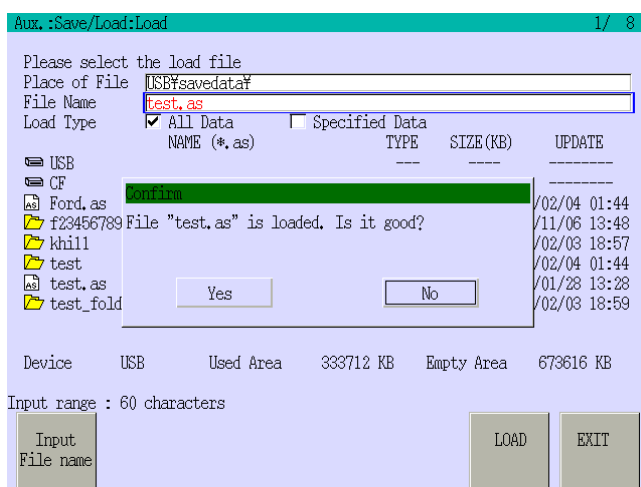 Aux.:Save/Load:Load 1/ 8
Please select the load file
Place of File USB¥savedata¥
File Name test.as
Load Type All Data Specified Data
NAME (*.as) TYPE SIZE(KB) UPDATE
USB --- ---- --------
CF --------
Ford.as /02/04 01:44
f23456789 /11/06 13:48
khi11 /02/03 18:57
test /02/04 01:44
test.as /01/28 13:28
test_fold /02/03 18:59
Confirm
File "test.as" is loaded. Is it good?
Yes No
Device USB Used Area 333712 KB Empty Area 673616 KB
Input range : 60 characters
Input File name LOAD EXIT